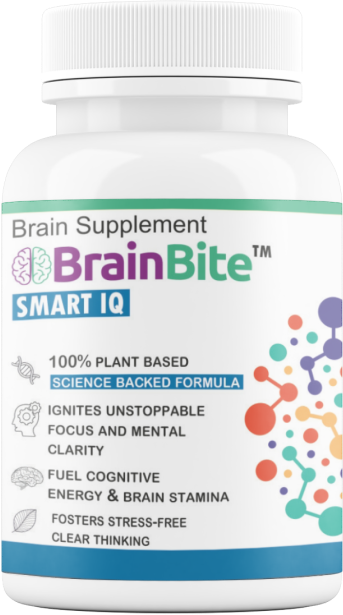 Brain Supplement
BrainBite™
SMART IQ
100% PLANT BASED
SCIENCE BACKED FORMULA
IGNITES UNSTOPPABLE
FOCUS AND MENTAL
CLARITY
FUEL COGNITIVE
ENERGY & BRAIN STAMINA
FOSTERS STRESS-FREE
CLEAR THINKING